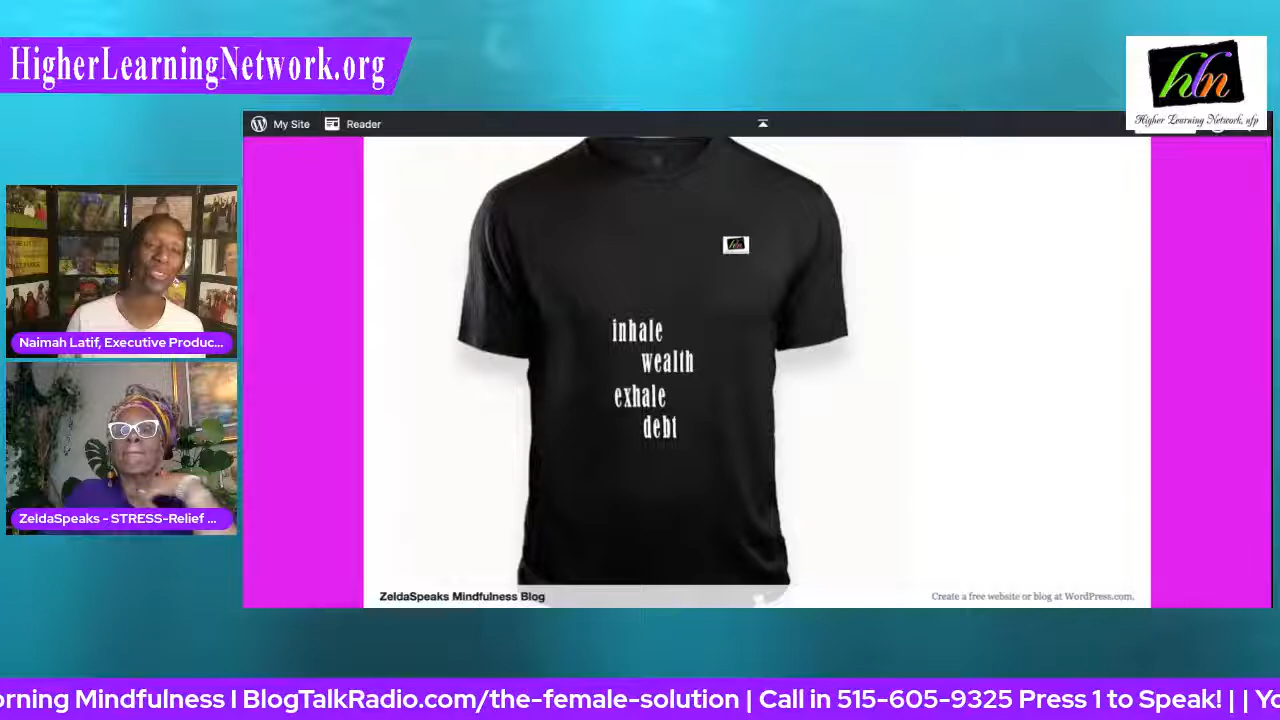 HigherLearningNetwork.org
hln
Higher Learning Network, nfp
My Site Reader
hln
inhale
wealth
exhale
debt
Naimah Latif, Executive Produc...
ZeldaSpeaks - STRESS-Relief ...
ZeldaSpeaks Mindfulness Blog
Create a free website or blog at WordPress.com.
orning Mindfulness I BlogTalkRadio.com/the-female-solution | Call in 515-605-9325 Press 1 to Speak! | | Yo